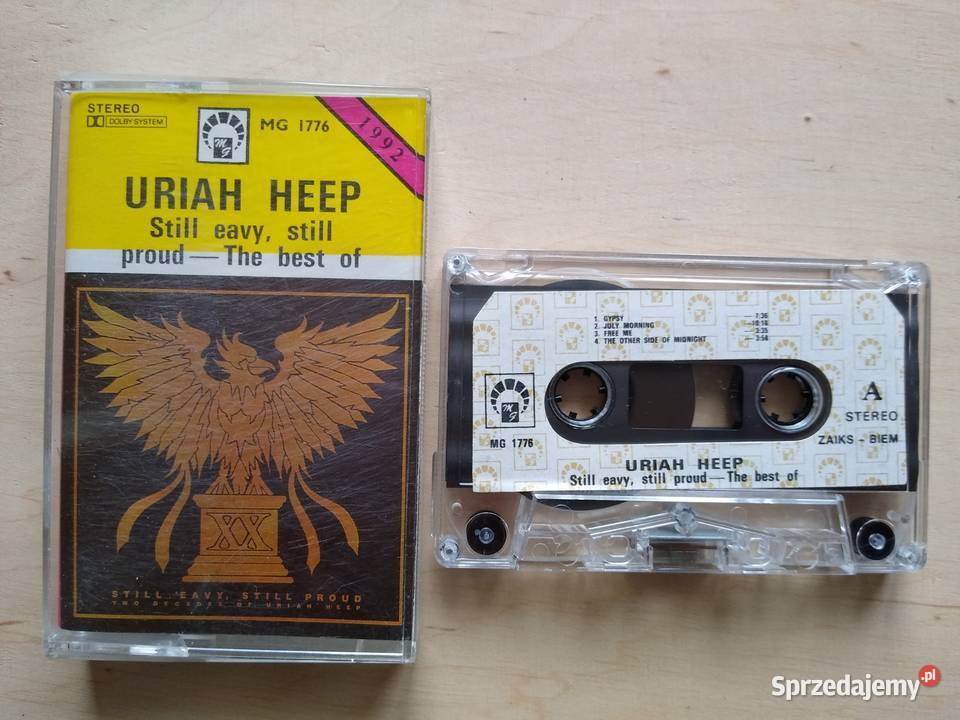 STEREO
DOLBY SYSTEM
MG
MG 1776
1992
URIAH HEEP
Still eavy, still
proud — The best of
XX
STILL 'EAVY, STILL PROUD
TWO DECADES OF URIAH HEEP
1. GYPSY — 7:36
2. JULY MORNING — 10:18
3. FREE ME — 3:35
4. THE OTHER SIDE OF MIDNIGHT — 3:58
MG
A
STEREO
MG 1776
ZAIKS - BIEM
URIAH HEEP
Still eavy, still proud — The best of
Sprzedajemy.pl